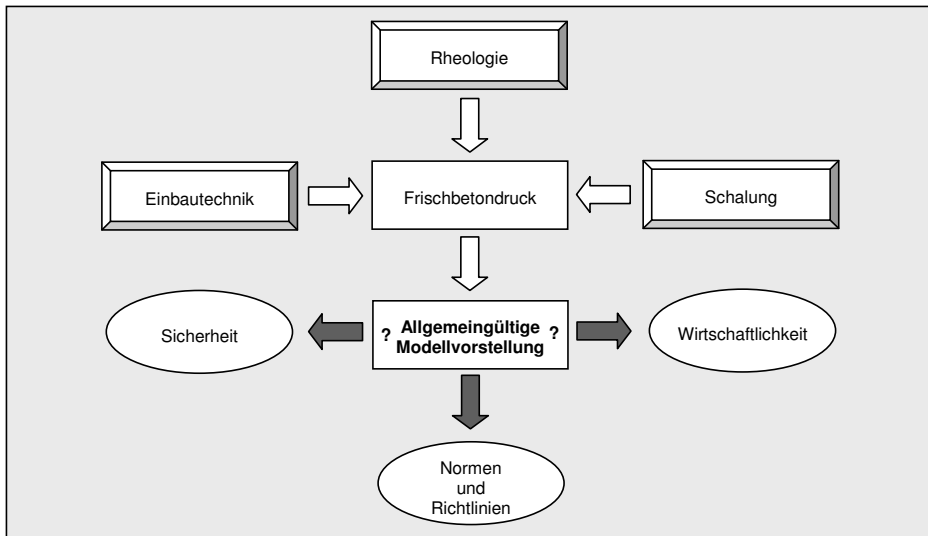 Rheologie
Einbautechnik
Frischbetondruck
Schalung
Sicherheit
? Allgemeingültige ?
Modellvorstellung
Wirtschaftlichkeit
Normen
und
Richtlinien